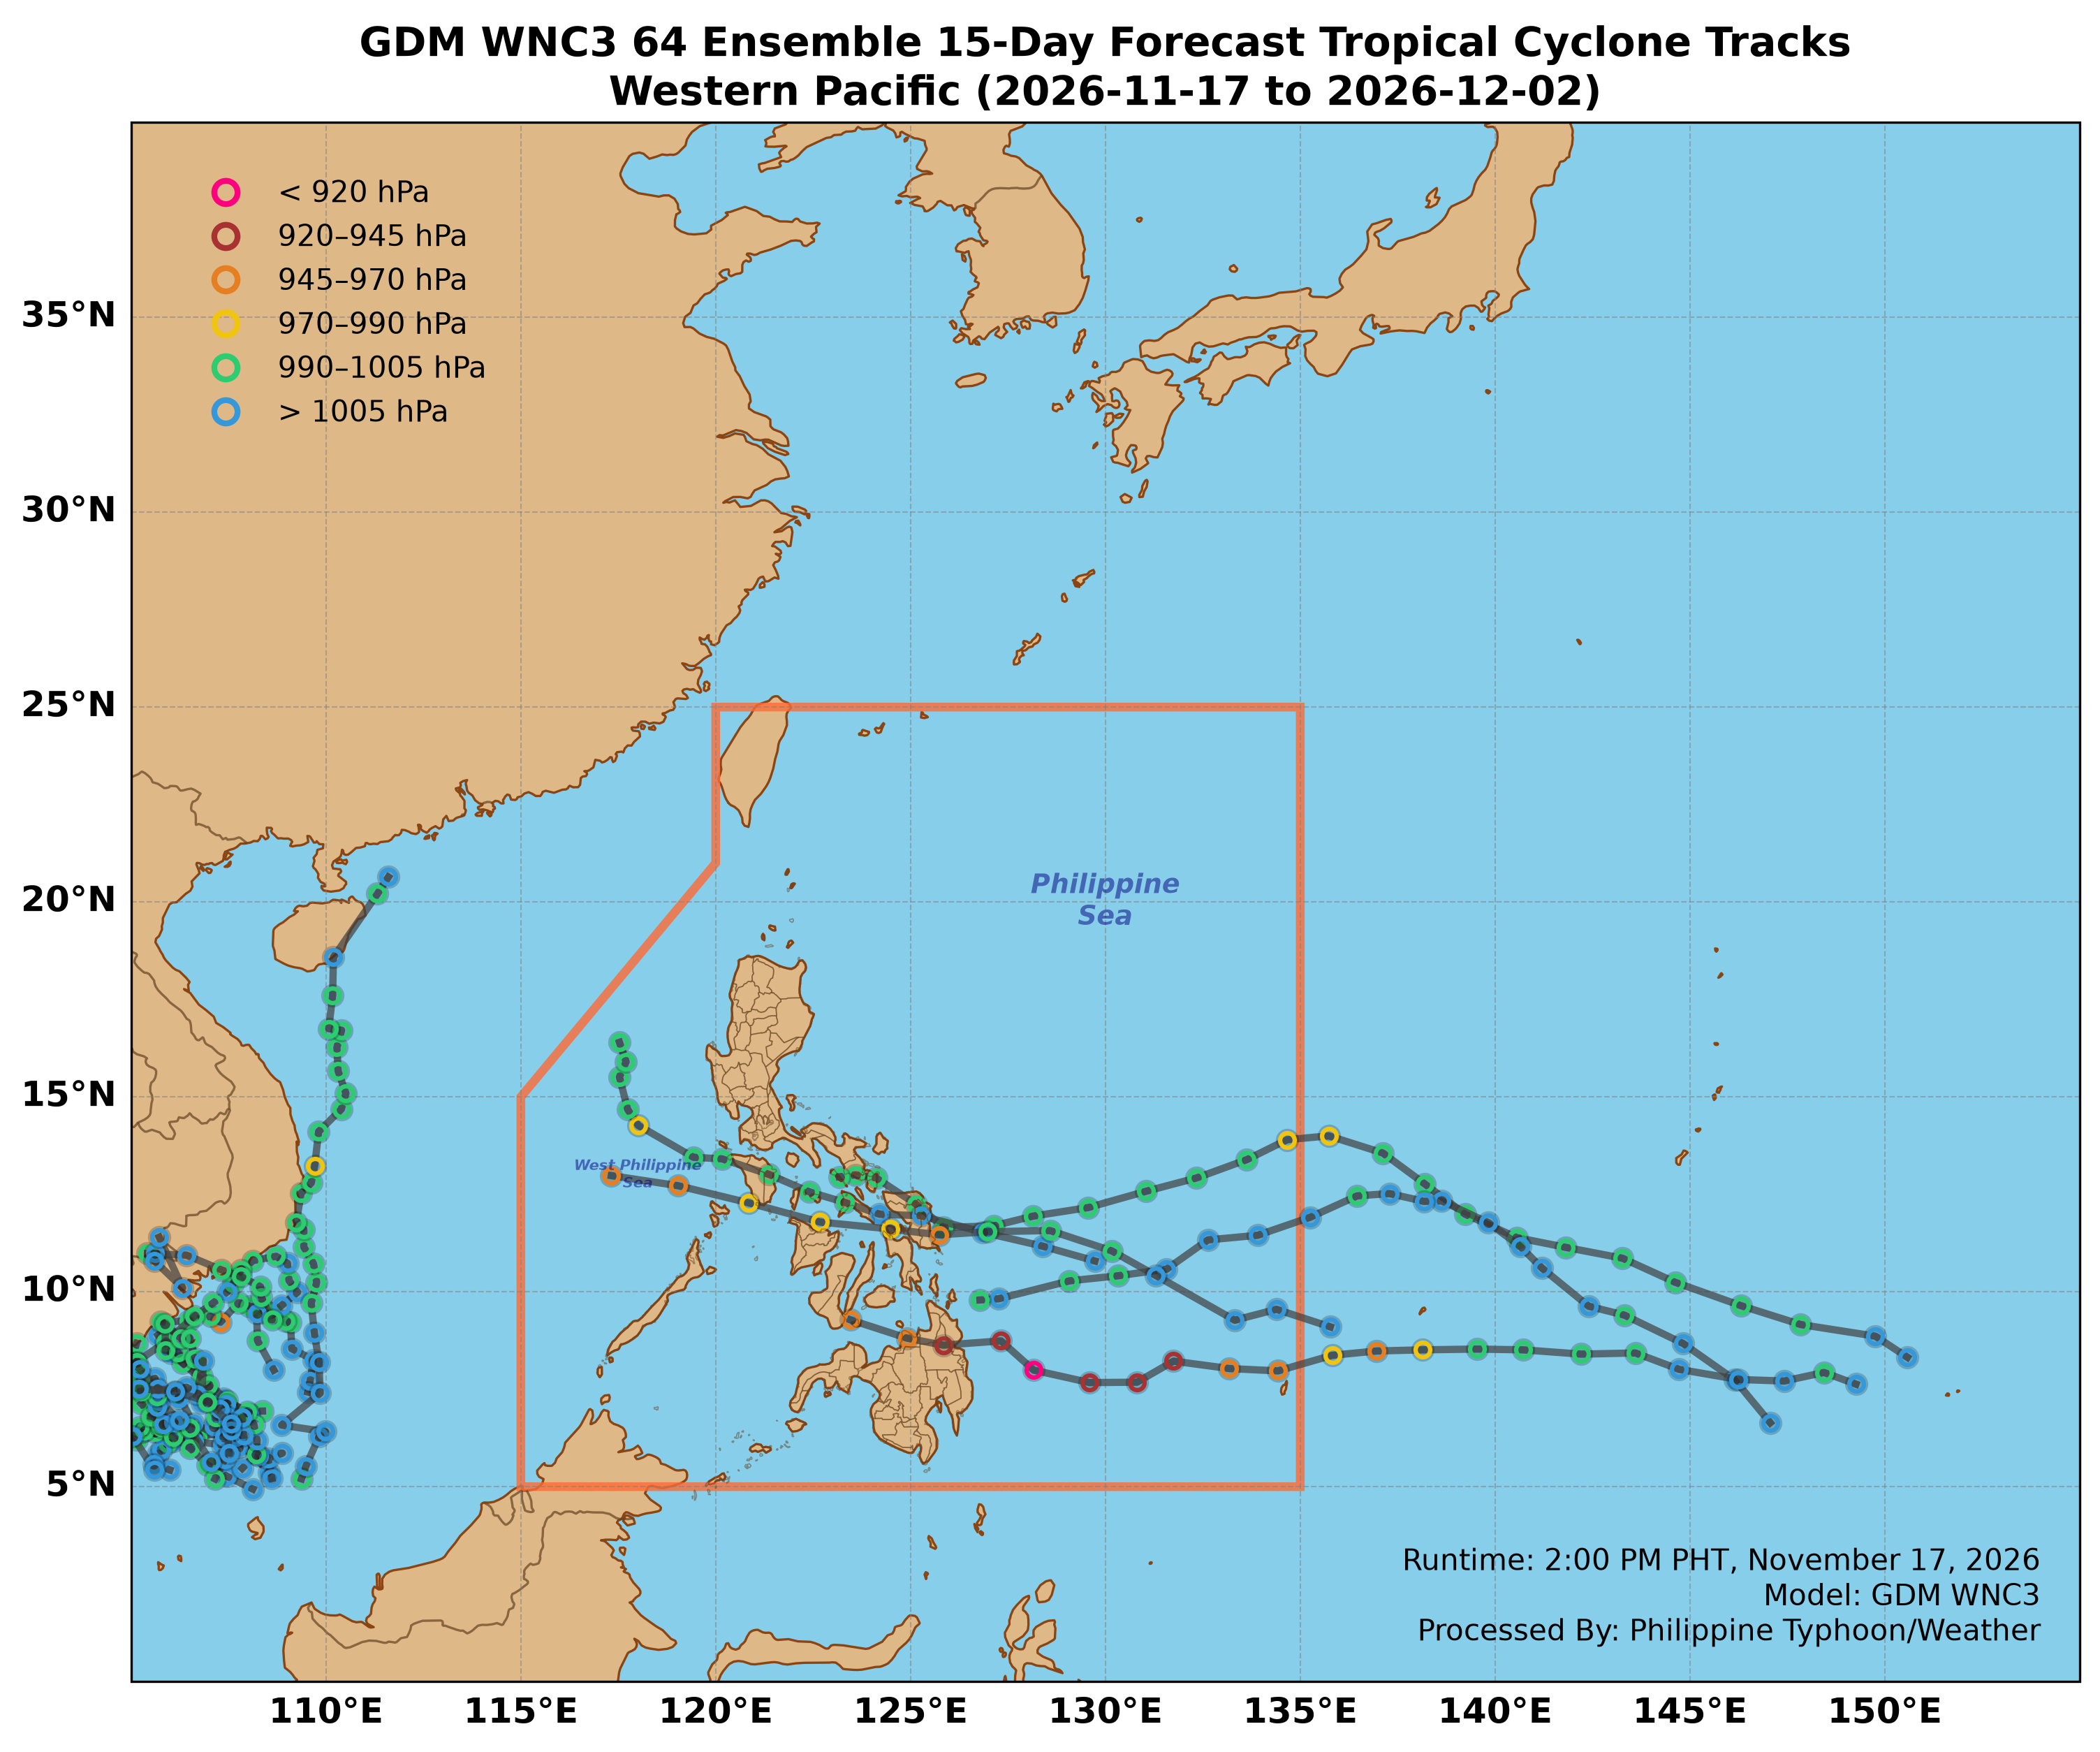 GDM WNC3 64 Ensemble 15-Day Forecast Tropical Cyclone Tracks
Western Pacific (2026-11-17 to 2026-12-02)
< 920 hPa
920–945 hPa
945–970 hPa
970–990 hPa
990–1005 hPa
> 1005 hPa
35°N
30°N
25°N
20°N
15°N
10°N
5°N
Philippine
Sea
West Philippine
Sea
Runtime: 2:00 PM PHT, November 17, 2026
Model: GDM WNC3
Processed By: Philippine Typhoon/Weather
110°E
115°E
120°E
125°E
130°E
135°E
140°E
145°E
150°E